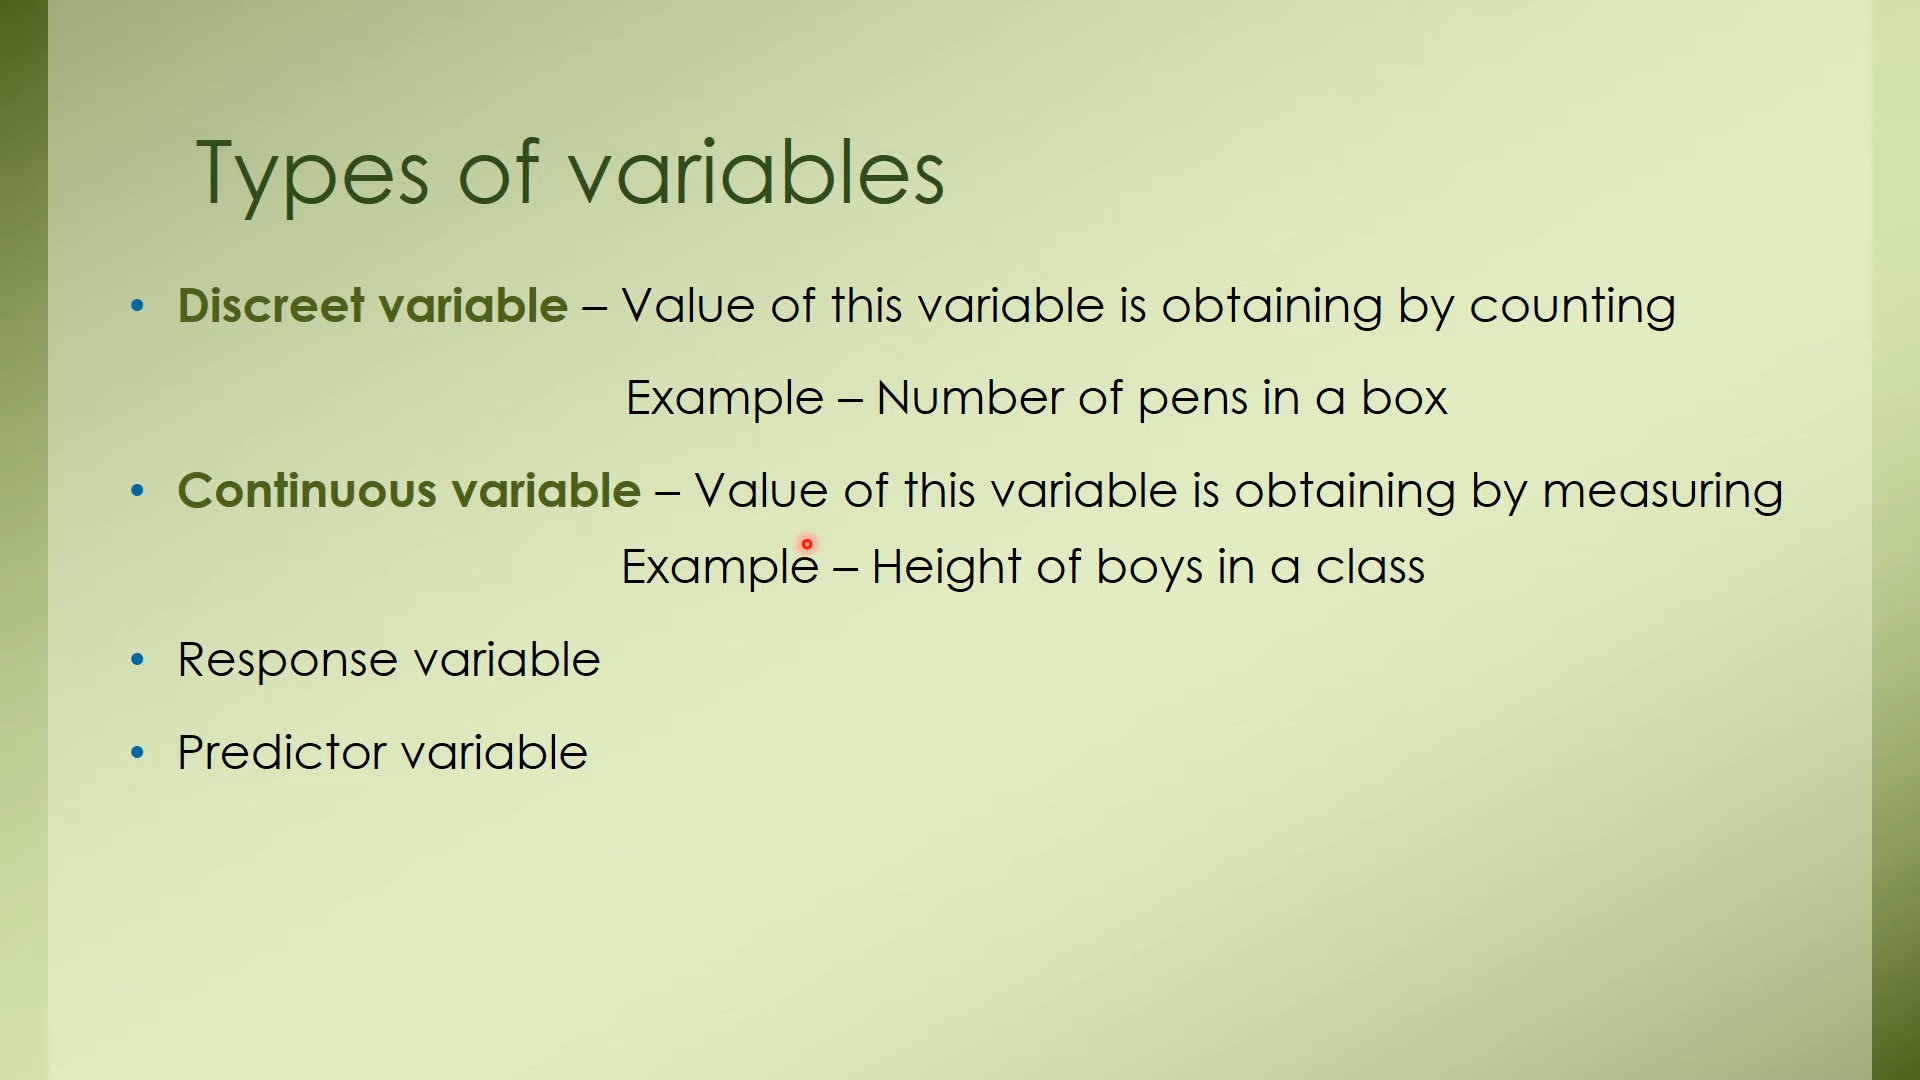 Types of variables
• Discreet variable – Value of this variable is obtaining by counting
Example – Number of pens in a box
• Continuous variable – Value of this variable is obtaining by measuring
Example – Height of boys in a class
• Response variable
• Predictor variable